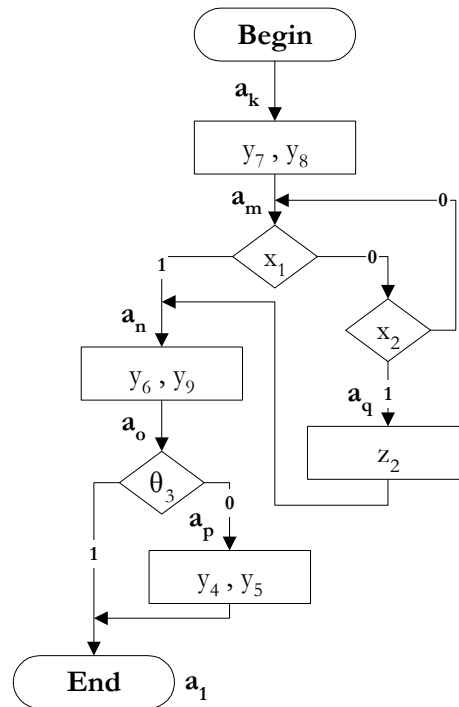 Begin
a_k
y_7 , y_8
a_m
0
x_1
1
0
x_2
a_n
y_6 , y_9
a_q
1
a_o
z_2
θ_3
0
a_p
1
y_4 , y_5
End
a_1